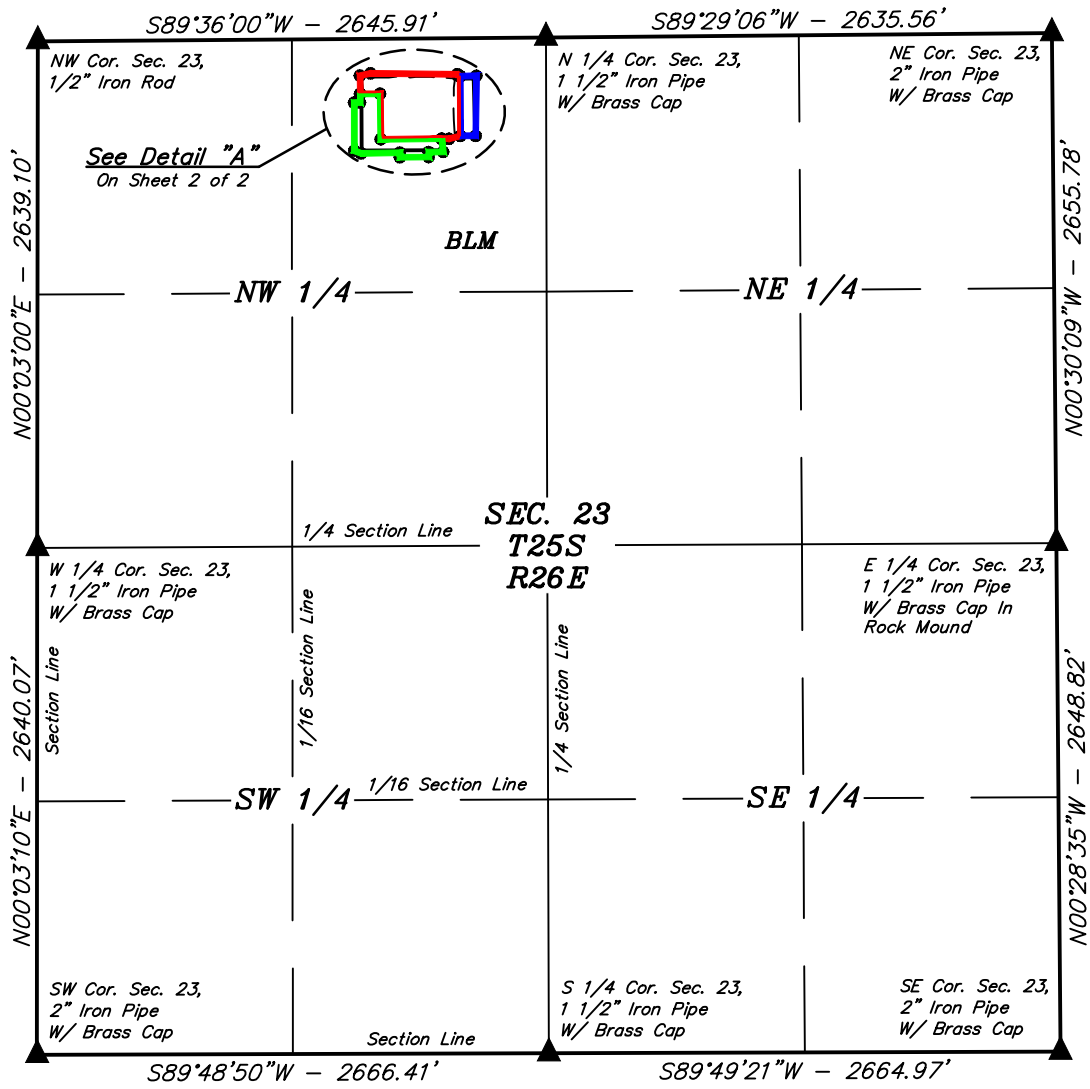 S89°36'00"W - 2645.91'
S89°29'06"W - 2635.56'
NW Cor. Sec. 23,
1/2" Iron Rod
N 1/4 Cor. Sec. 23,
1 1/2" Iron Pipe
W/ Brass Cap
NE Cor. Sec. 23,
2" Iron Pipe
W/ Brass Cap
See Detail "A"
On Sheet 2 of 2
N00°03'00"E - 2639.10'
N00°30'09"W - 2655.78'
BLM
NW 1/4
NE 1/4
SEC. 23
T25S
R26E
1/4 Section Line
W 1/4 Cor. Sec. 23,
1 1/2" Iron Pipe
W/ Brass Cap
E 1/4 Cor. Sec. 23,
1 1/2" Iron Pipe
W/ Brass Cap In
Rock Mound
Section Line
1/16 Section Line
1/4 Section Line
N00°03'10"E - 2640.07'
N00°28'35"W - 2648.82'
1/16 Section Line
SW 1/4
SE 1/4
SW Cor. Sec. 23,
2" Iron Pipe
W/ Brass Cap
S 1/4 Cor. Sec. 23,
1 1/2" Iron Pipe
W/ Brass Cap
SE Cor. Sec. 23,
2" Iron Pipe
W/ Brass Cap
Section Line
S89°48'50"W - 2666.41'
S89°49'21"W - 2664.97'